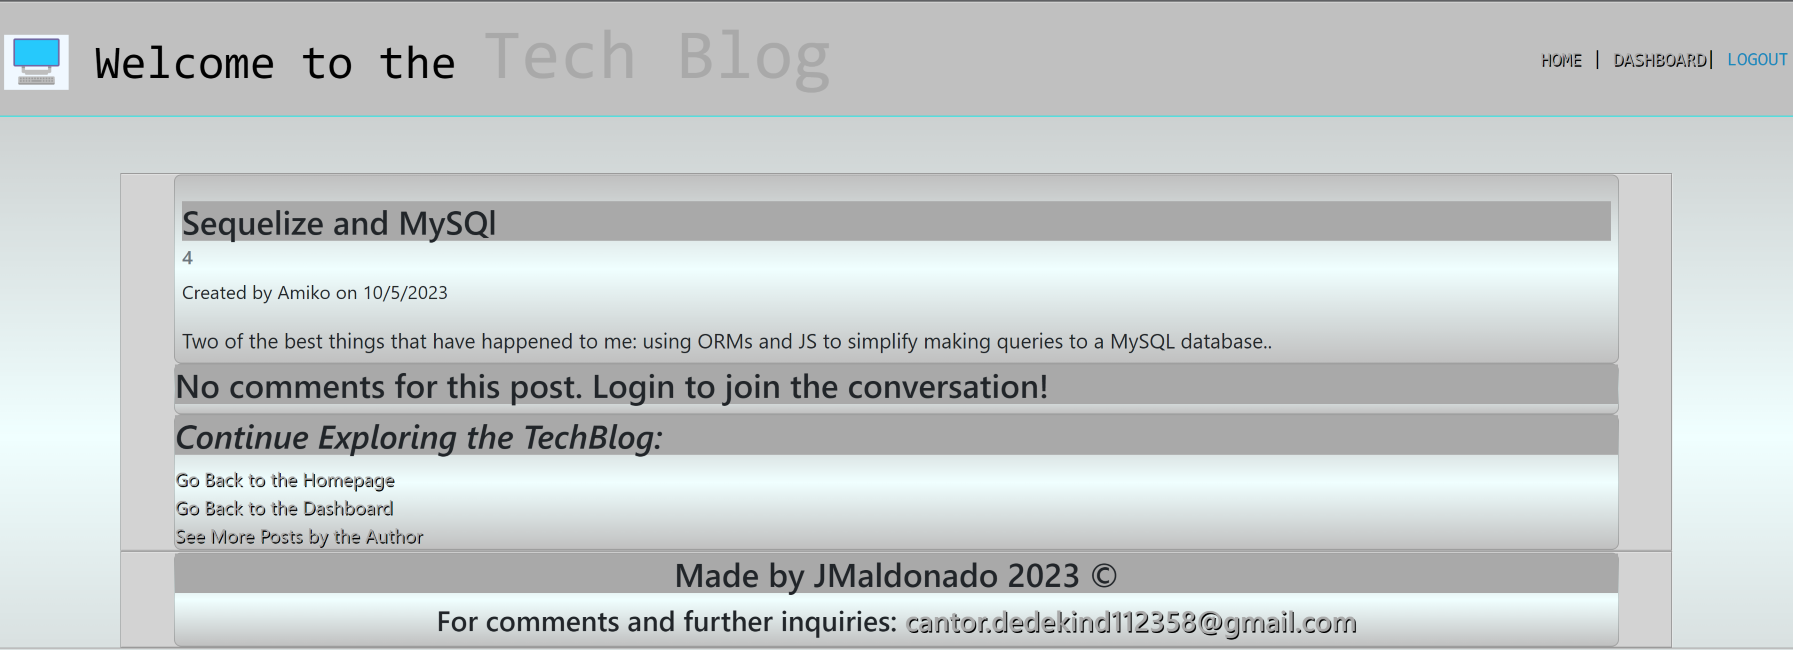 Welcome to the Tech Blog
HOME | DASHBOARD| LOGOUT
Sequelize and MySQl
4
Created by Amiko on 10/5/2023
Two of the best things that have happened to me: using ORMs and JS to simplify making queries to a MySQL database..
No comments for this post. Login to join the conversation!
Continue Exploring the TechBlog:
Go Back to the Homepage
Go Back to the Dashboard
See More Posts by the Author
Made by JMaldonado 2023 ©
For comments and further inquiries: cantor.dedekind112358@gmail.com